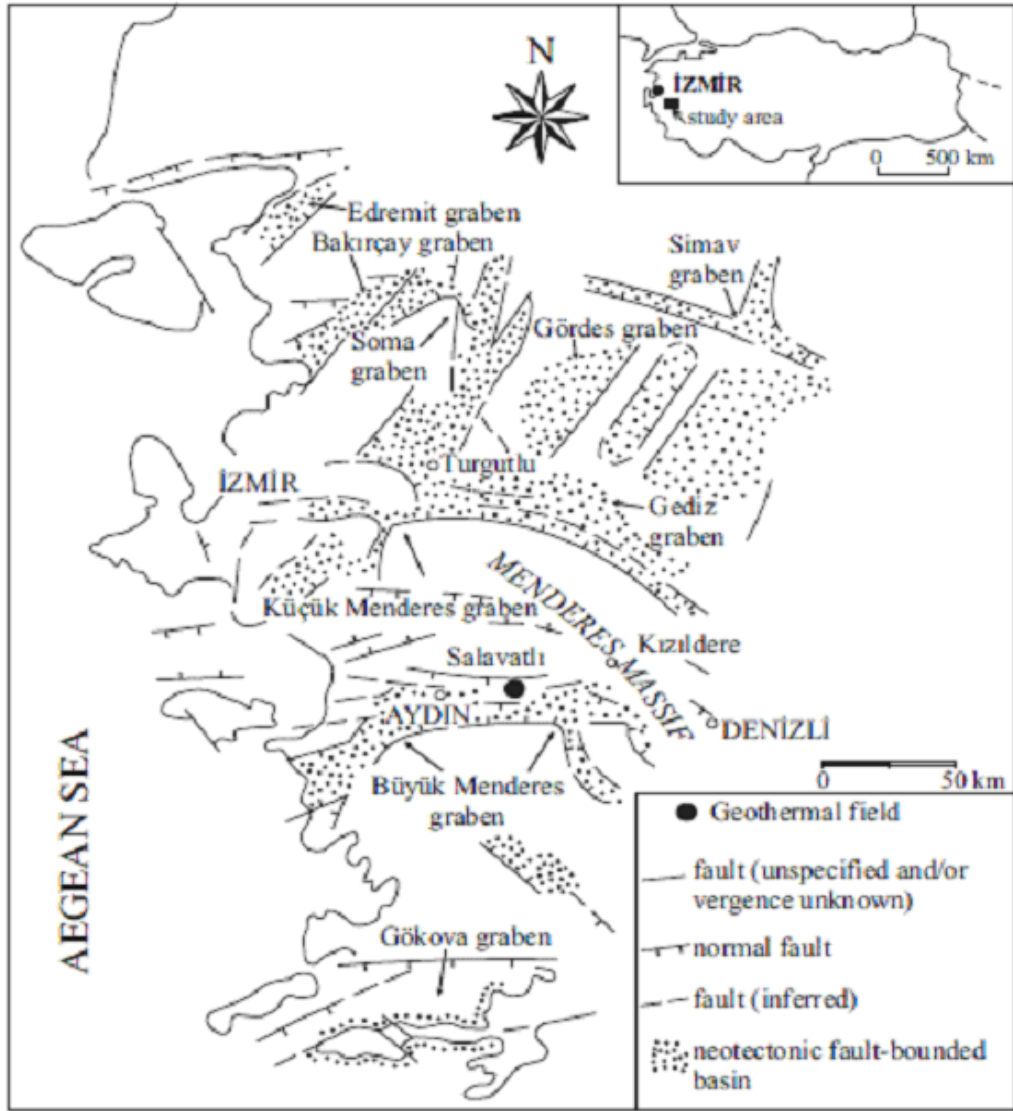 N
İZMİR
study area
0 500 km
Edremit graben
Bakırçay graben
Simav
graben
Soma
graben
Gördes graben
Turgutlu
İZMİR
Gediz
graben
MENDERES MASSIF
Küçük Menderes graben
Kızıldere
Salavatlı
AYDIN
DENİZLİ
Büyük Menderes
graben
0 50 km
AEGEAN SEA
Gökova graben
Geothermal field
fault (unspecified and/or
vergence unknown)
normal fault
fault (inferred)
neotectonic fault-bounded
basin